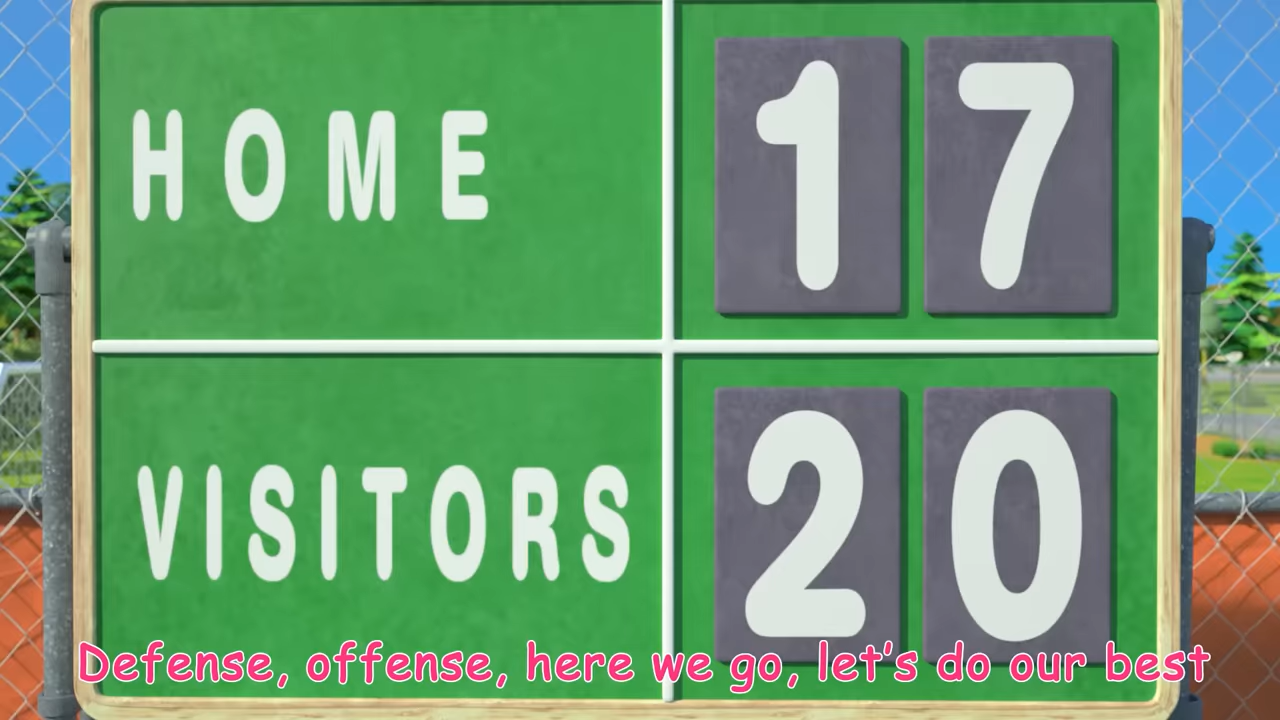 HOME 17
VISITORS 20
Defense, offense, here we go, let's do our best